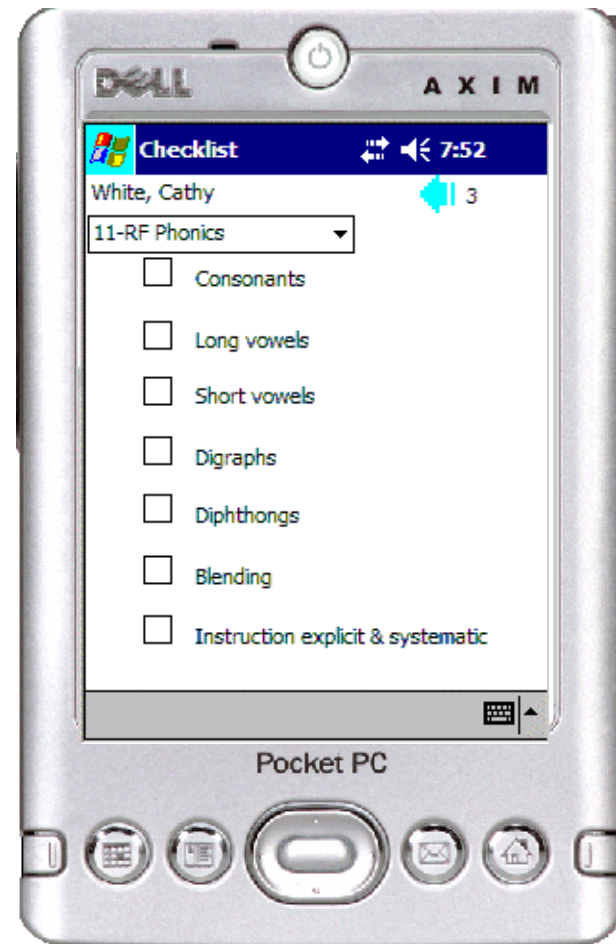 DELL
A X I M
Checklist 7:52
White, Cathy 3
11-RF Phonics
Consonants
Long vowels
Short vowels
Digraphs
Diphthongs
Blending
Instruction explicit & systematic
Pocket PC